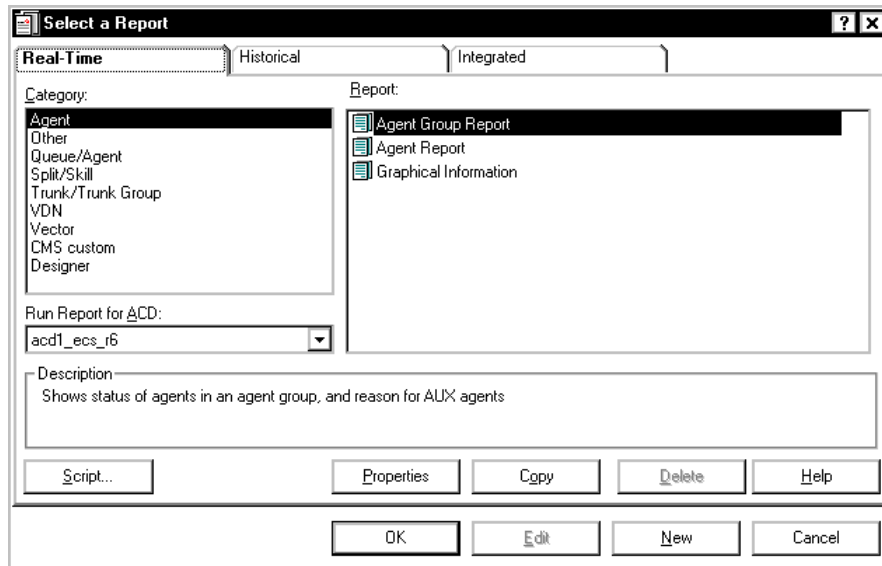 Select a Report
Real-Time
Historical
Integrated
Category:
Agent
Other
Queue/Agent
Split/Skill
Trunk/Trunk Group
VDN
Vector
CMS custom
Designer
Report:
Agent Group Report
Agent Report
Graphical Information
Run Report for ACD:
acd1_ecs_r6
Description
Shows status of agents in an agent group, and reason for AUX agents
Script...
Properties
Copy
Delete
Help
OK
Edit
New
Cancel